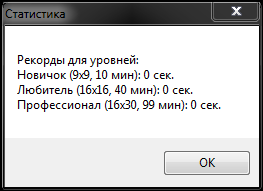 Статистика
Рекорды для уровней:
Новичок (9x9, 10 мин): 0 сек.
Любитель (16x16, 40 мин): 0 сек.
Профессионал (16x30, 99 мин): 0 сек.
OK